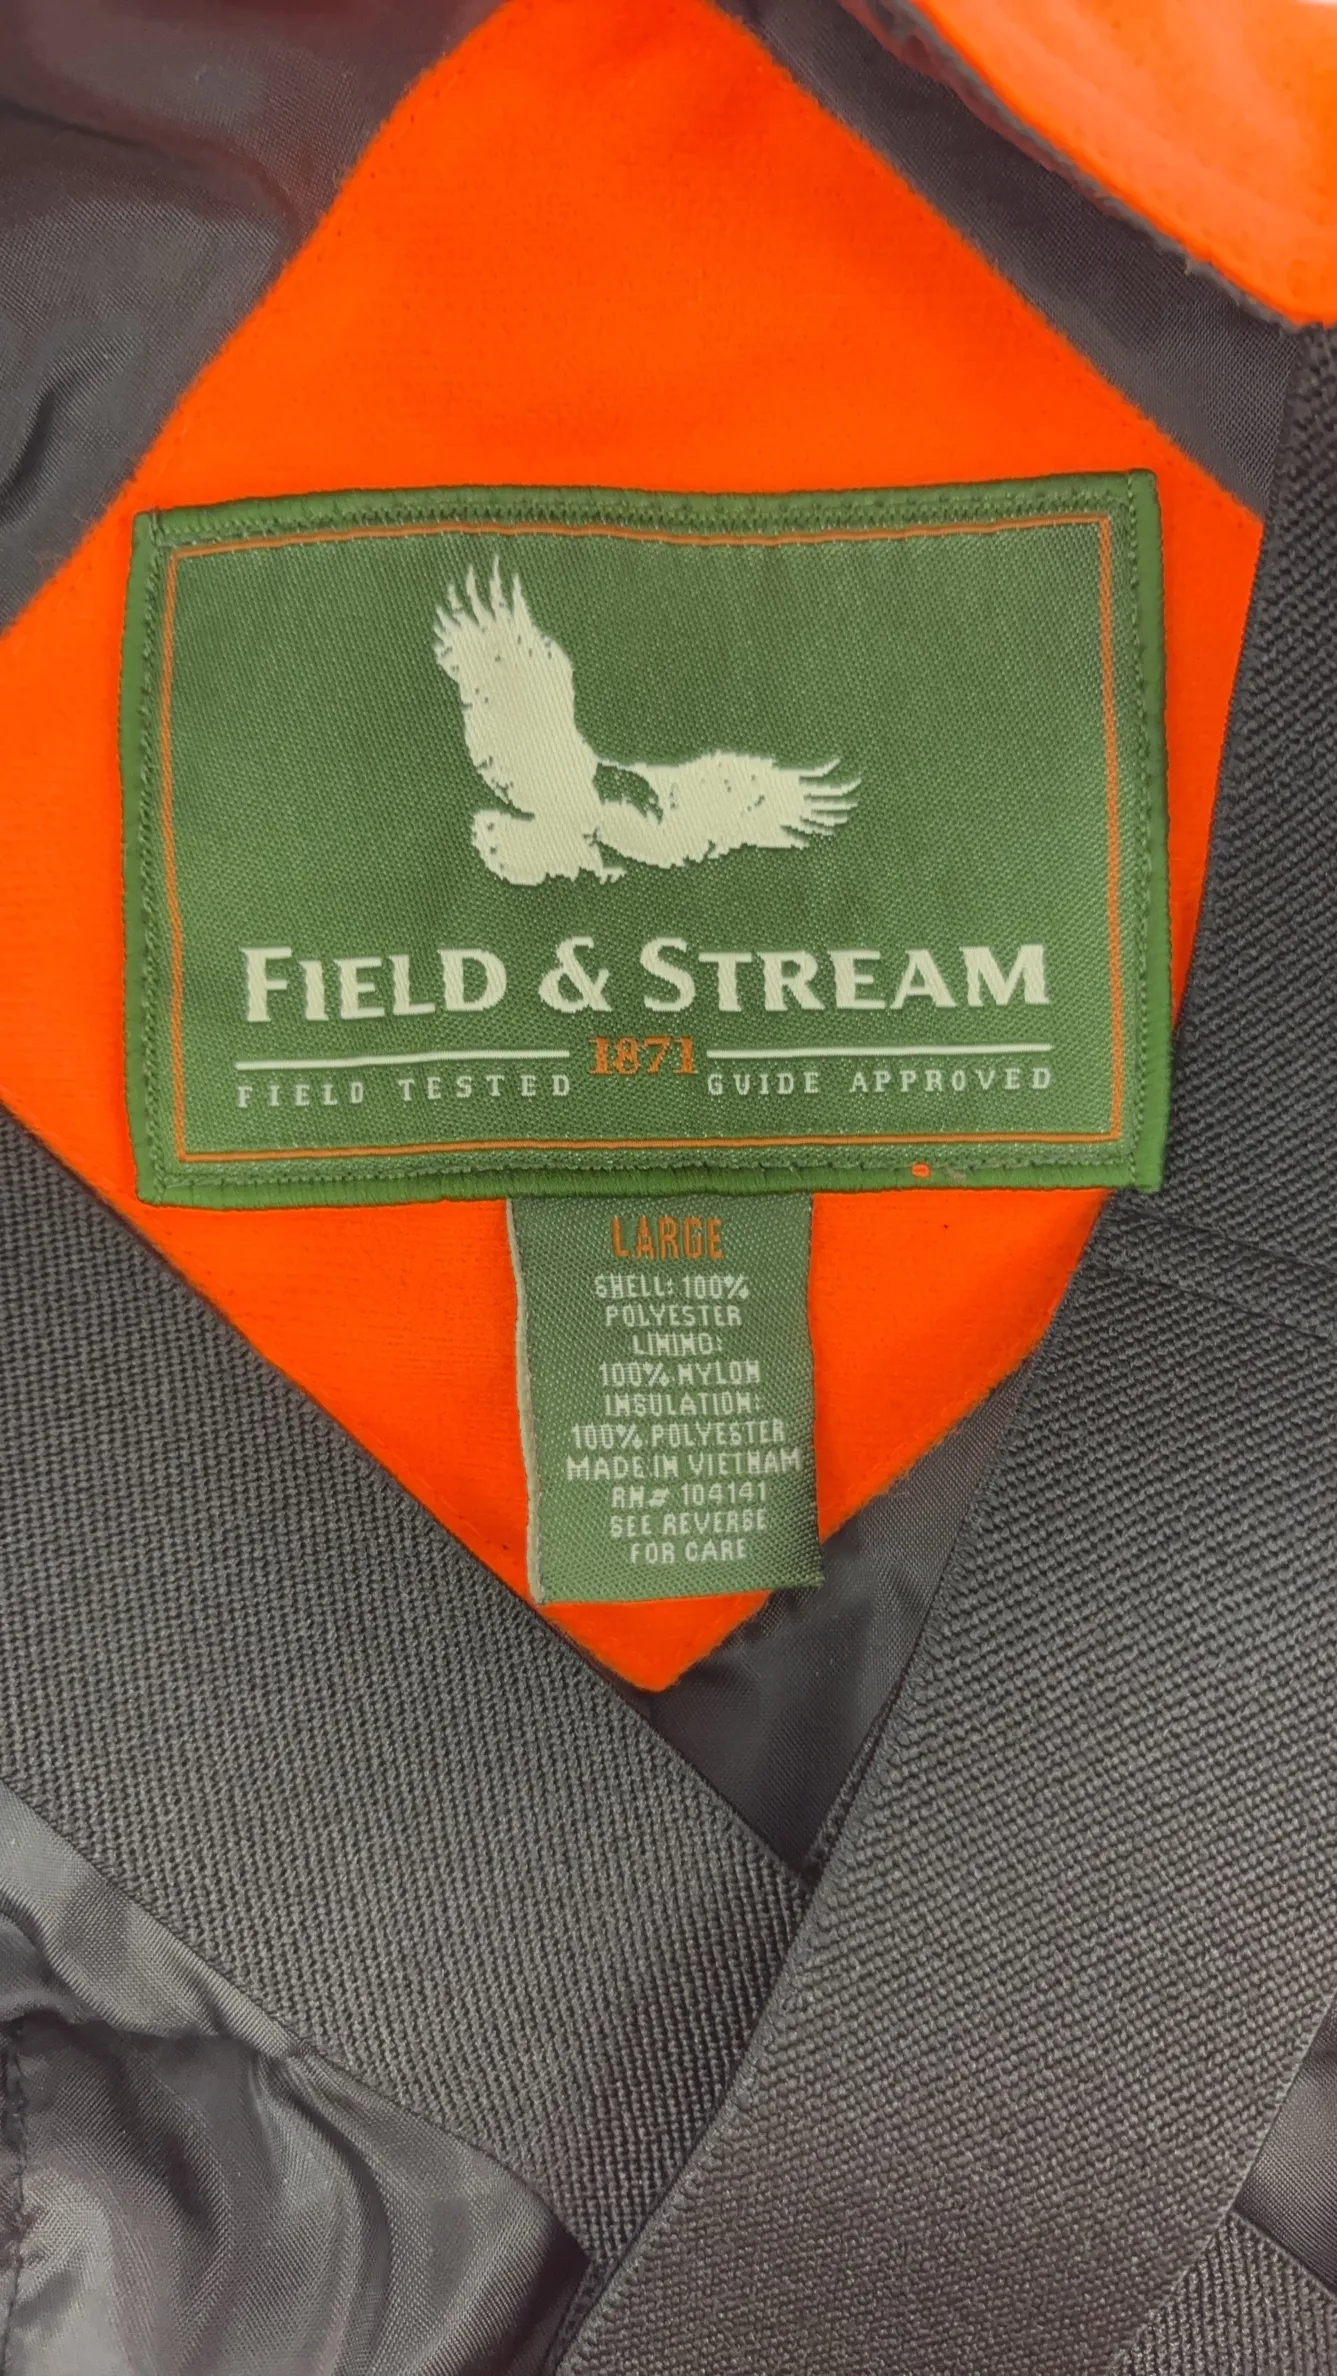 FIELD & STREAM
1871
FIELD TESTED GUIDE APPROVED
LARGE
SHELL: 100%
POLYESTER
LINING:
100% NYLON
INSULATION:
100% POLYESTER
MADE IN VIETNAM
RN# 104141
SEE REVERSE
FOR CARE